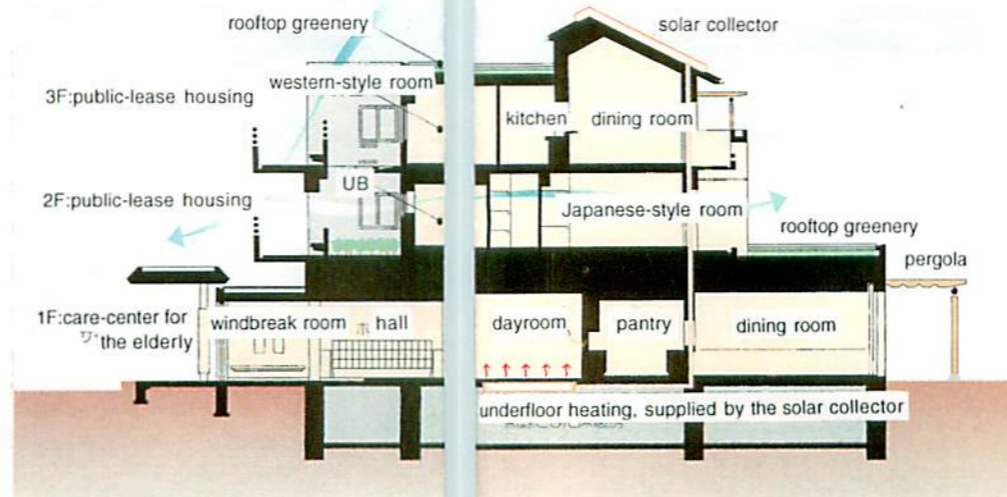 rooftop greenery
solar collector
western-style room
3F:public-lease housing
kitchen
dining room
UB
2F:public-lease housing
Japanese-style room
rooftop greenery
pergola
1F:care-center for
the elderly
windbreak room
hall
dayroom
pantry
dining room
underfloor heating, supplied by the solar collector